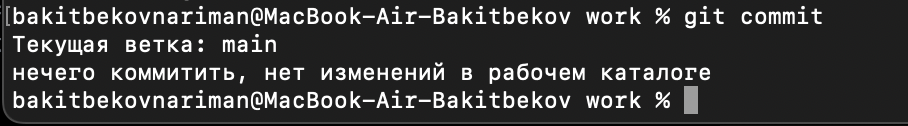 [bakitbekovnariman@MacBook-Air-Bakitbekov work % git commit
Текущая ветка: main
нечего коммитить, нет изменений в рабочем каталоге
bakitbekovnariman@MacBook-Air-Bakitbekov work %